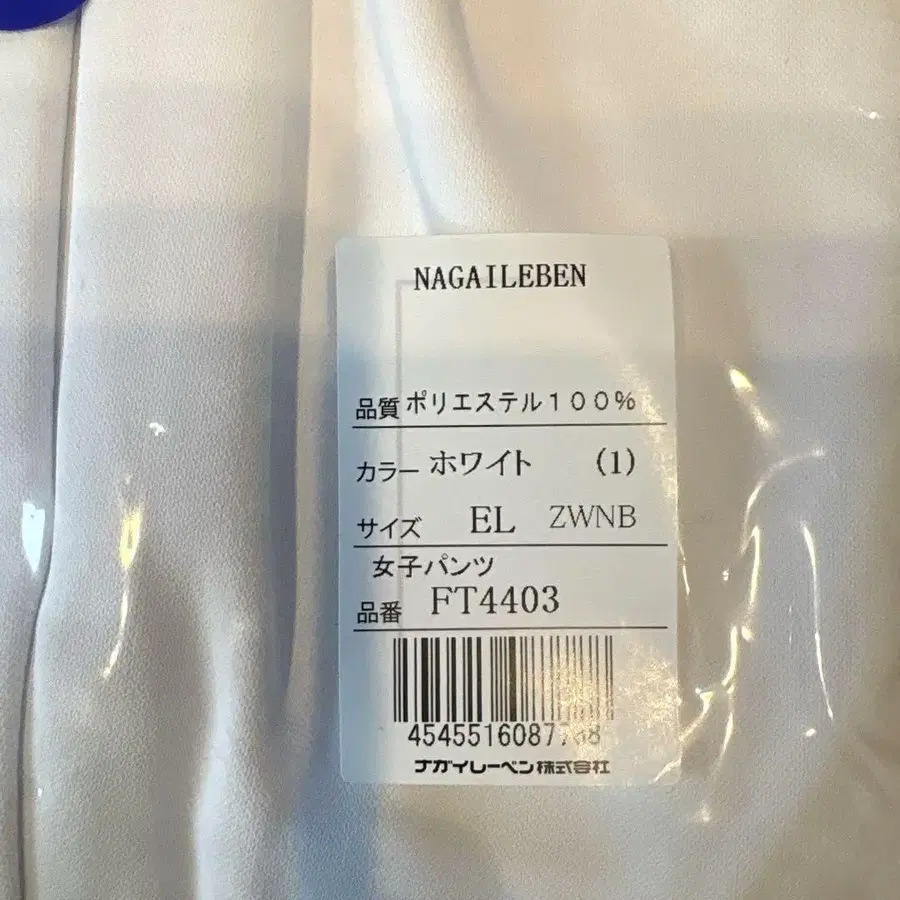 NAGAILEBEN
品質 ポリエステル100%
カラー ホワイト (1)
サイズ EL ZWNB
女子パンツ
品番 FT4403
ナガイレーベン株式会社